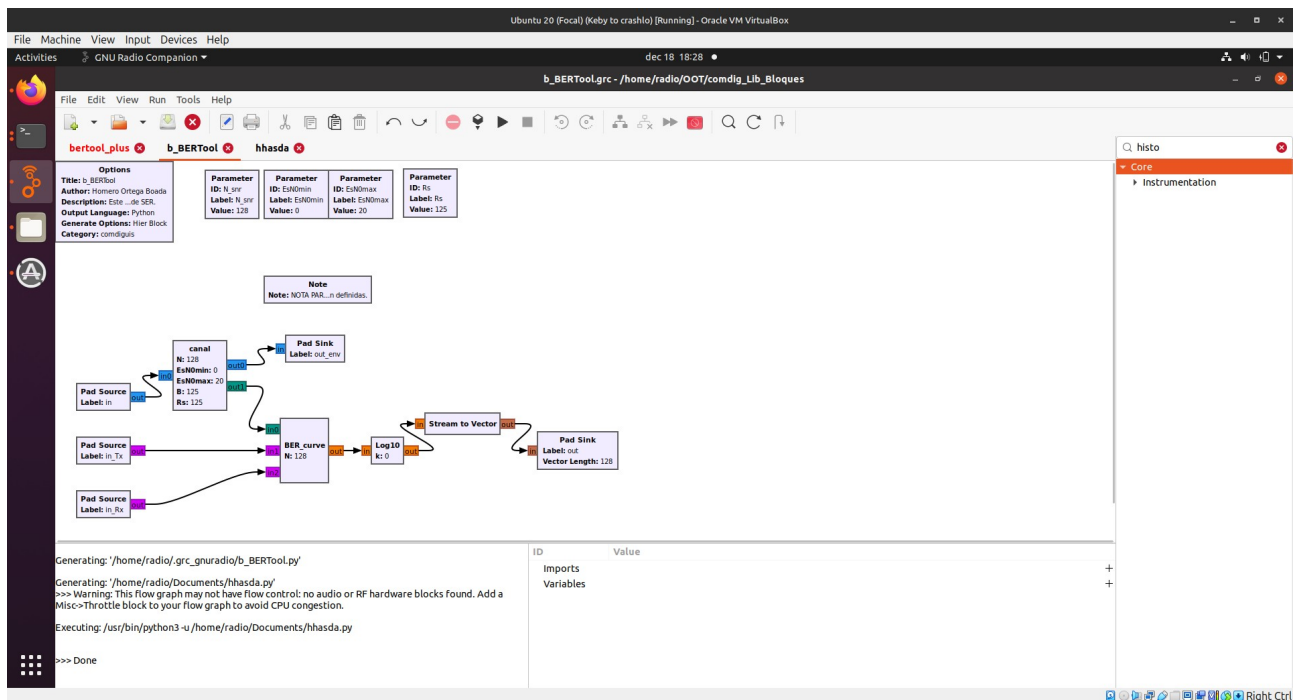 Ubuntu 20 (Focal) (Keby to crashlo) [Running] - Oracle VM VirtualBox
File Machine View Input Devices Help
Activities GNU Radio Companion dec 18 18:28
b_BERTool.grc - /home/radio/OOT/comdig_Lib_Bloques
File Edit View Run Tools Help
bertool_plus b_BERTool hhasda
histo
Core
Instrumentation
Options
Title: b_BERTool
Author: Homero Ortega Boada
Description: Este ...de SER.
Output Language: Python
Generate Options: Hier Block
Category: comdiguis
Parameter
ID: N_snr
Label: N_snr
Value: 128
Parameter
ID: EsN0min
Label: EsN0min
Value: 0
Parameter
ID: EsN0max
Label: EsN0max
Value: 20
Parameter
ID: Rs
Label: Rs
Value: 125
Note
Note: NOTA PAR...n definidas.
Pad Source
Label: in
out
in0
canal
N: 128
EsN0min: 0
EsN0max: 20
B: 125
Rs: 125
out0
out1
in
Pad Sink
Label: out_env
Pad Source
Label: in_Tx
out
Pad Source
Label: in_Rx
out
in0
in1
in2
BER_curve
N: 128
out
in
Log10
k: 0
out
in
Stream to Vector
out
in
Pad Sink
Label: out
Vector Length: 128
Generating: '/home/radio/.grc_gnuradio/b_BERTool.py'
Generating: '/home/radio/Documents/hhasda.py'
>>> Warning: This flow graph may not have flow control: no audio or RF hardware blocks found. Add a
Misc->Throttle block to your flow graph to avoid CPU congestion.
Executing: /usr/bin/python3 -u /home/radio/Documents/hhasda.py
>>> Done
ID Value
Imports +
Variables +
Right Ctrl